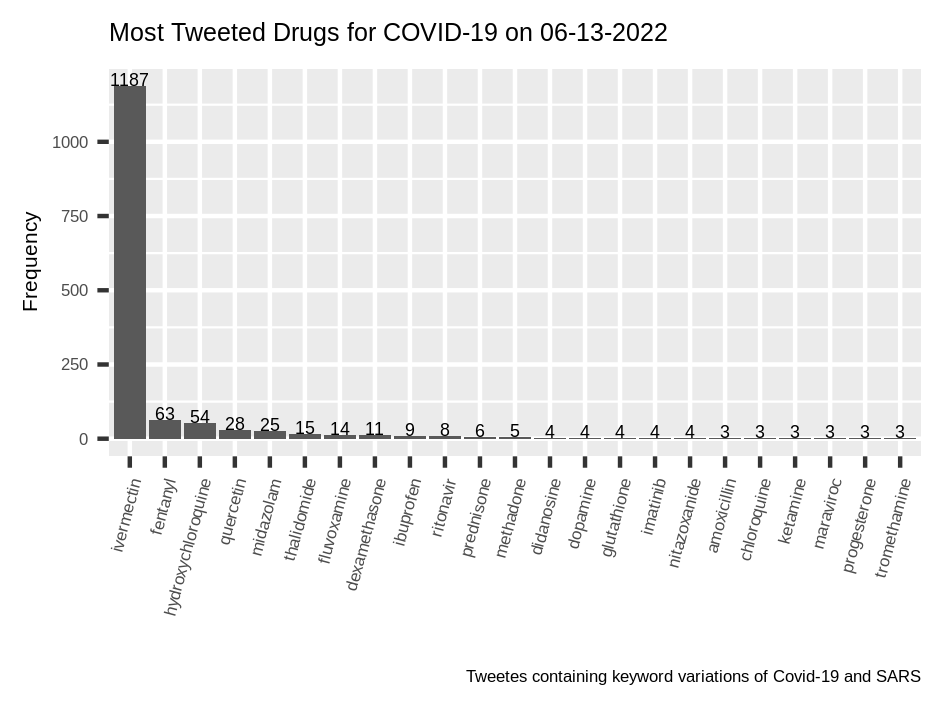 Most Tweeted Drugs for COVID-19 on 06-13-2022
Frequency
1000
750
500
250
0
1187
63
54
28
25
15
14
11
9
8
6
5
4
4
4
4
4
3
3
3
3
3
3
ivermectin
fentanyl
hydroxychloroquine
quercetin
midazolam
thalidomide
fluvoxamine
dexamethasone
ibuprofen
ritonavir
prednisone
methadone
didanosine
dopamine
glutathione
imatinib
nitazoxanide
amoxicillin
chloroquine
ketamine
maraviroc
progesterone
tromethamine
Tweetes containing keyword variations of Covid-19 and SARS